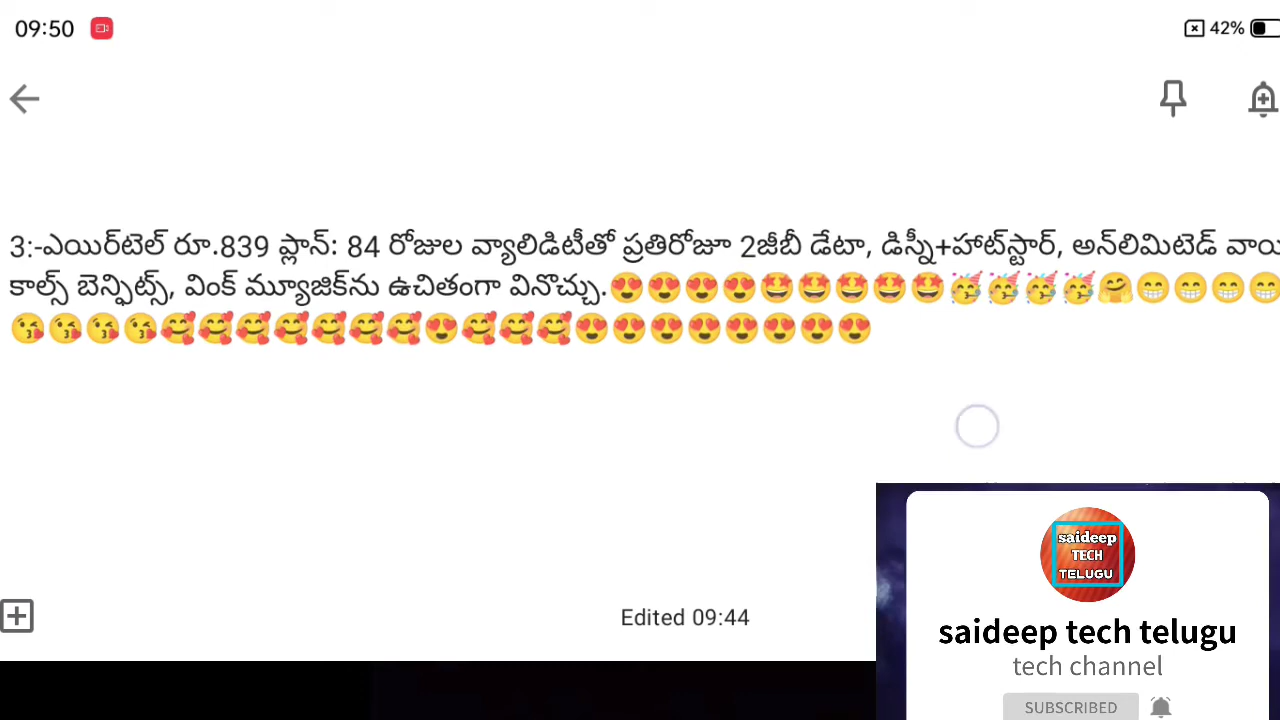 09:50
42%
3:-ఎయిర్‌టెల్ రూ.839 ప్లాన్: 84 రోజుల వ్యాలిడిటీతో ప్రతిరోజూ 2జీబీ డేటా, డిస్నీ+హాట్‌స్టార్, అన్‌లిమిటెడ్
కాల్స్ బెన్ఫిట్స్, వింక్ మ్యూజిక్‌ను ఉచితంగా వినొచ్చు.😍😍😍😍🤩🤩🤩🤩🤩🥳🥳🥳🥳🤗😁😁😁😁
😘😘😘😘🥰🥰🥰🥰🥰🥰🥰😍🥰🥰🥰😍😍😍😍😍😍😍😍
Edited 09:44
saideep
TECH
TELUGU
saideep tech telugu
tech channel
SUBSCRIBED